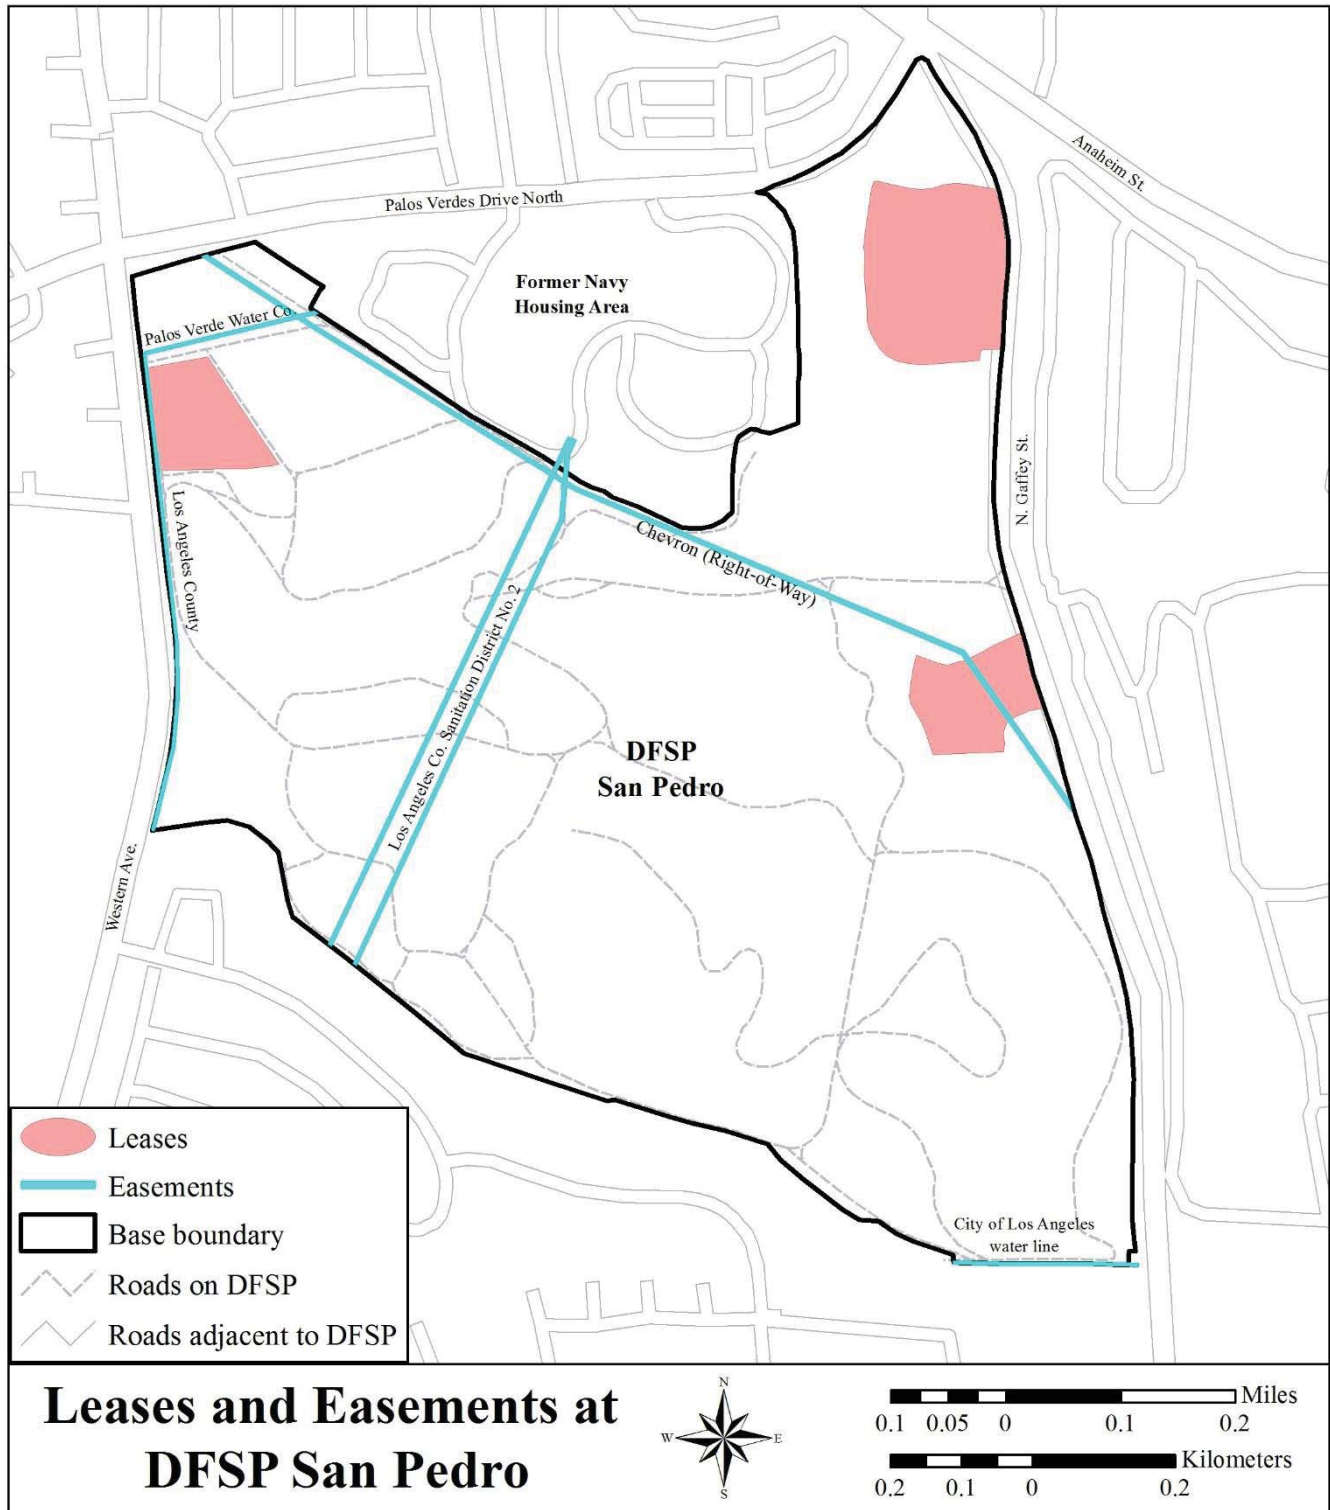 Anaheim St.
Palos Verdes Drive North
Former Navy
Housing Area
Palos Verde Water Co.
N. Gaffey St.
Los Angeles County
Chevron (Right-of-Way)
Los Angeles Co. Sanitation District No. 2
DFSP
San Pedro
Western Ave.
City of Los Angeles
water line
Leases
Easements
Base boundary
Roads on DFSP
Roads adjacent to DFSP
Leases and Easements at
DFSP San Pedro
N
W E
S
Miles
0.1 0.05 0 0.1 0.2
Kilometers
0.2 0.1 0 0.2